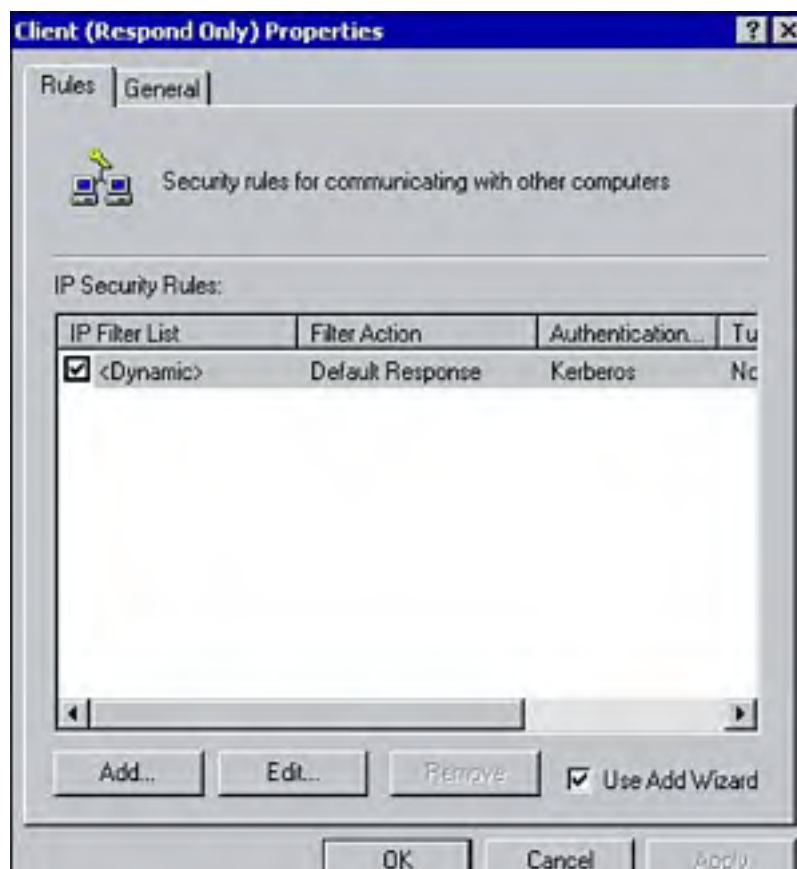 Client (Respond Only) Properties
Rules
General
Security rules for communicating with other computers
IP Security Rules:
IP Filter List Filter Action Authentication... Tu
<Dynamic> Default Response Kerberos No
Add... Edit... Remove Use Add Wizard
OK Cancel Apply